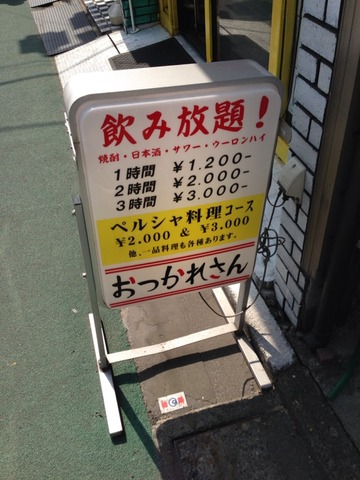 飲み放題！
焼酎・日本酒・サワー・ウーロンハイ
1時間 ￥1.200-
2時間 ￥2.000-
3時間 ￥3.000-
ペルシャ料理コース
￥2.000 & ￥3.000
他、一品料理も各種あります。
おつかれさん